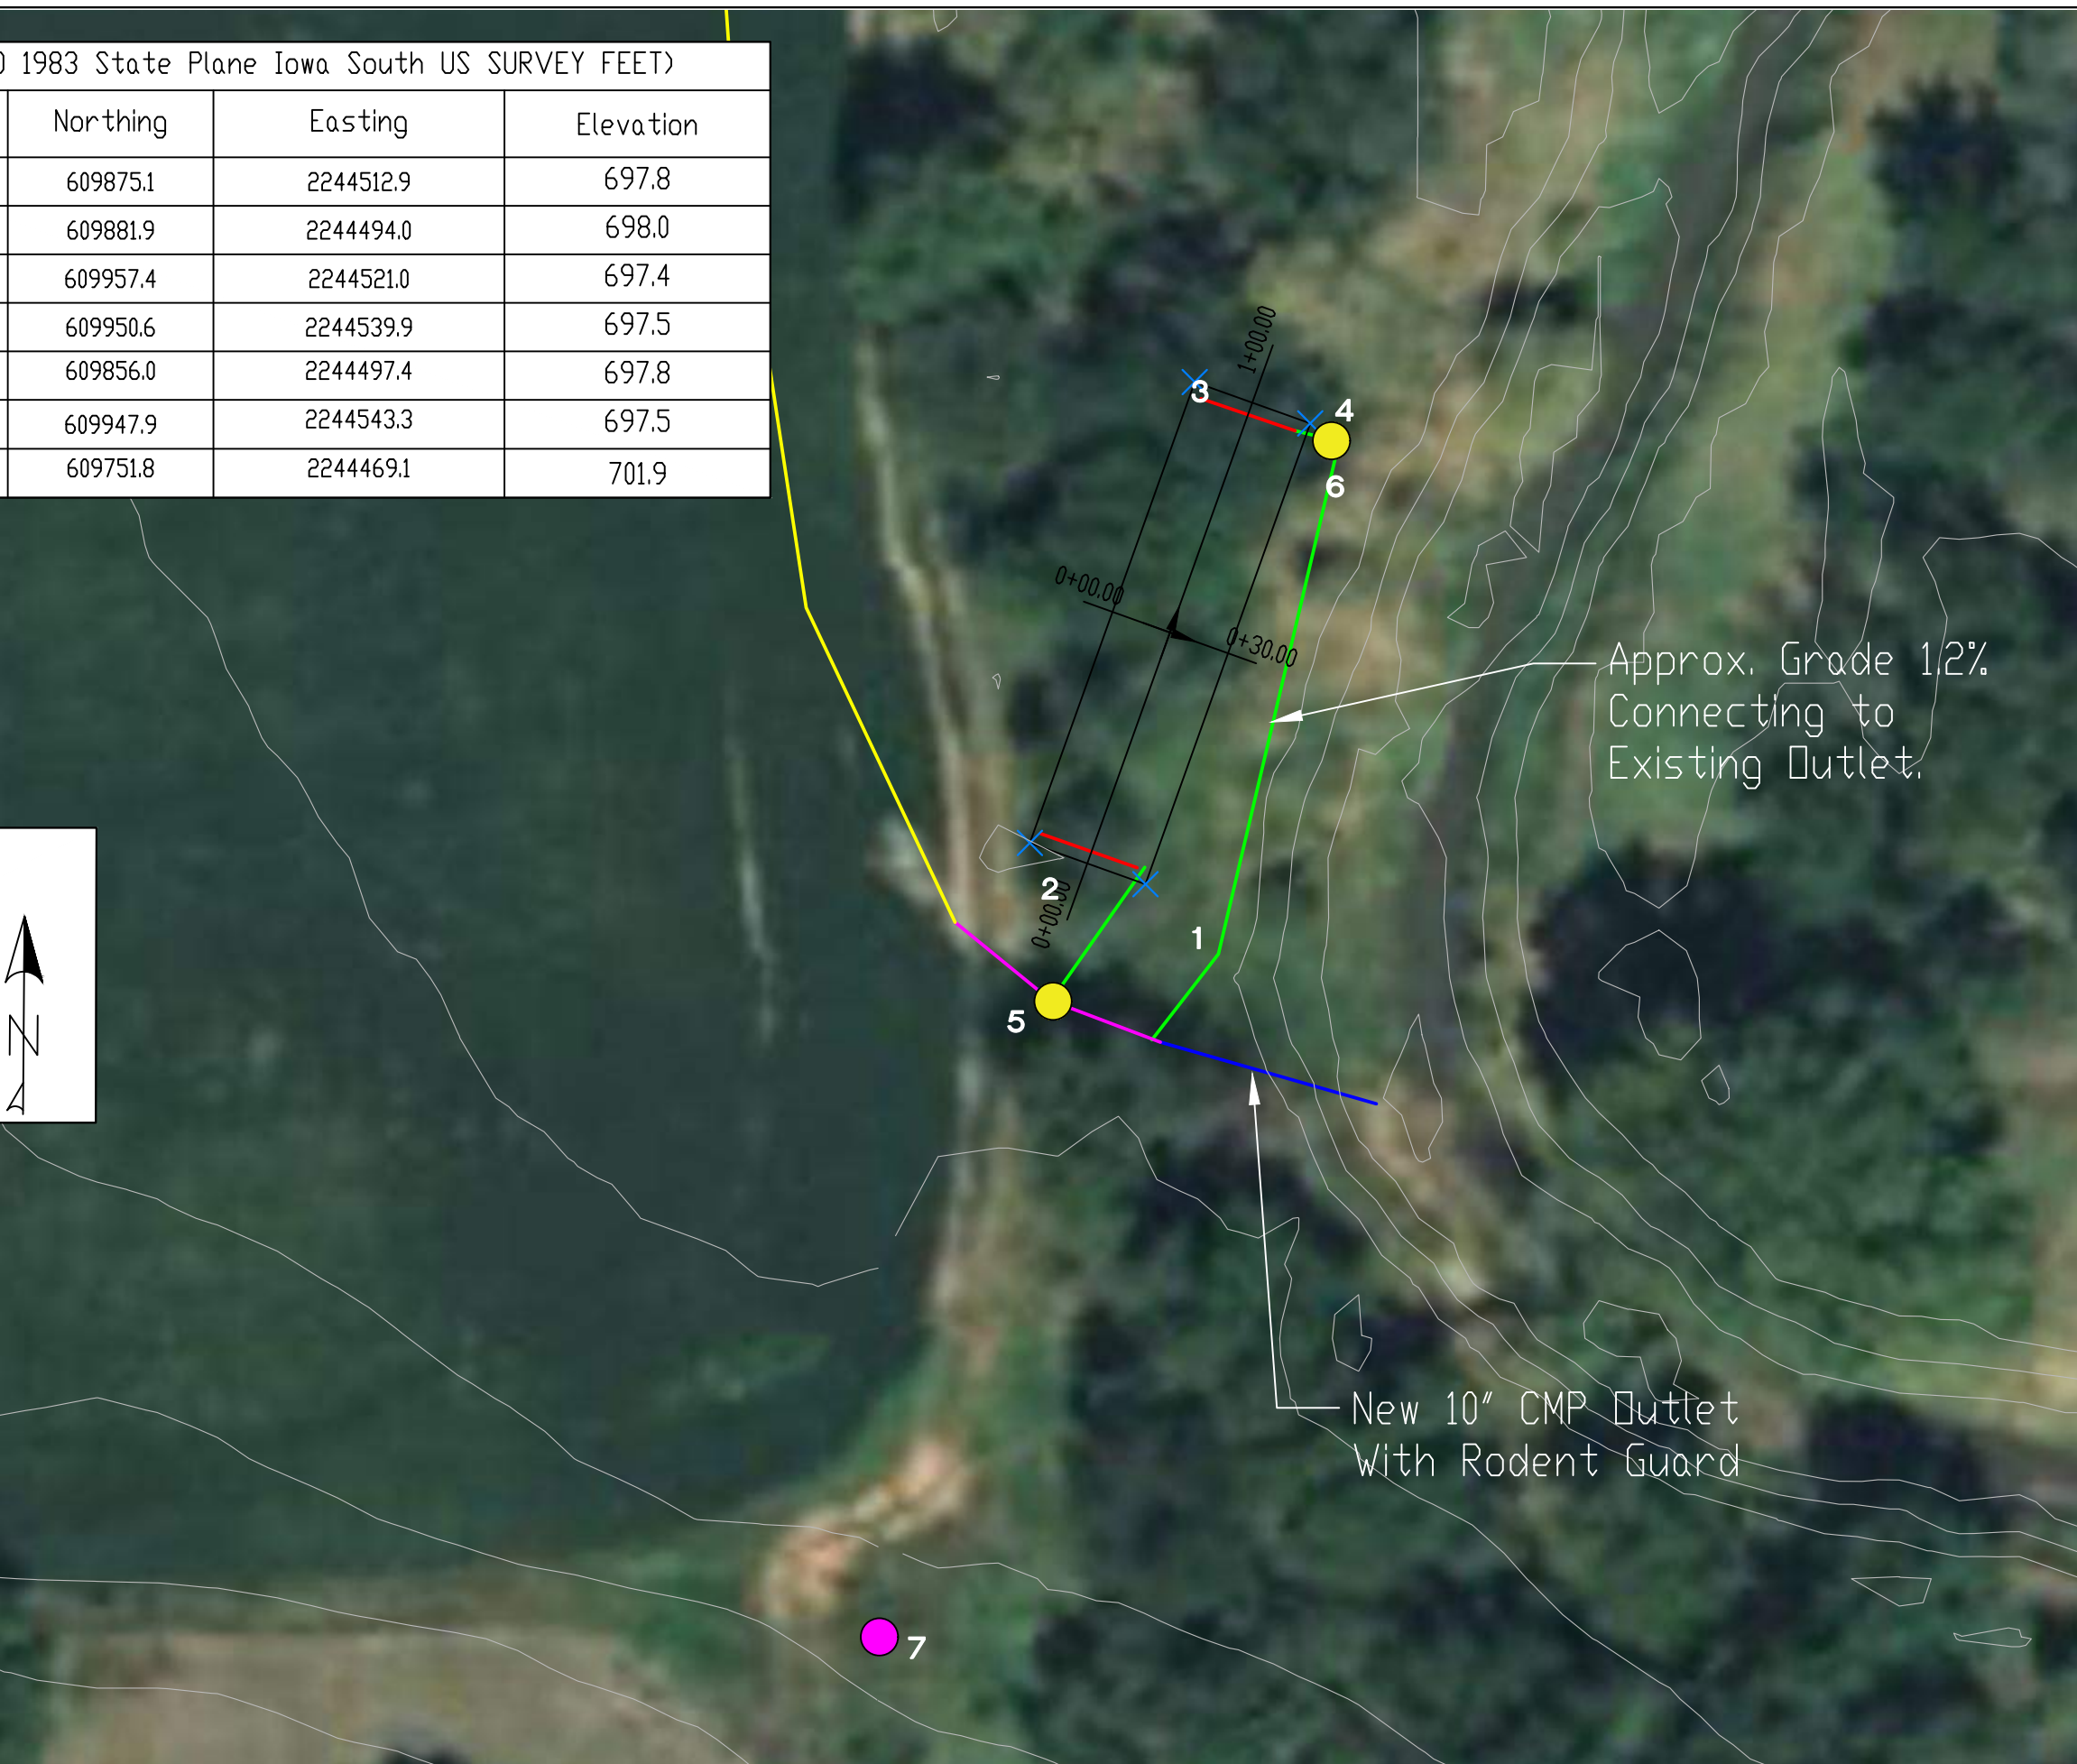 1983 State Plane Iowa South US SURVEY FEET)
Northing Easting Elevation
609875.1 2244512.9 697.8
609881.9 2244494.0 698.0
609957.4 2244521.0 697.4
609950.6 2244539.9 697.5
609856.0 2244497.4 697.8
609947.9 2244543.3 697.5
609751.8 2244469.1 701.9
1+00.00
3
4
6
0+00.00
0+30.00
Approx. Grade 1.2%
Connecting to
Existing Outlet.
2
0+00.00
1
5
N
New 10" CMP Outlet
With Rodent Guard
7